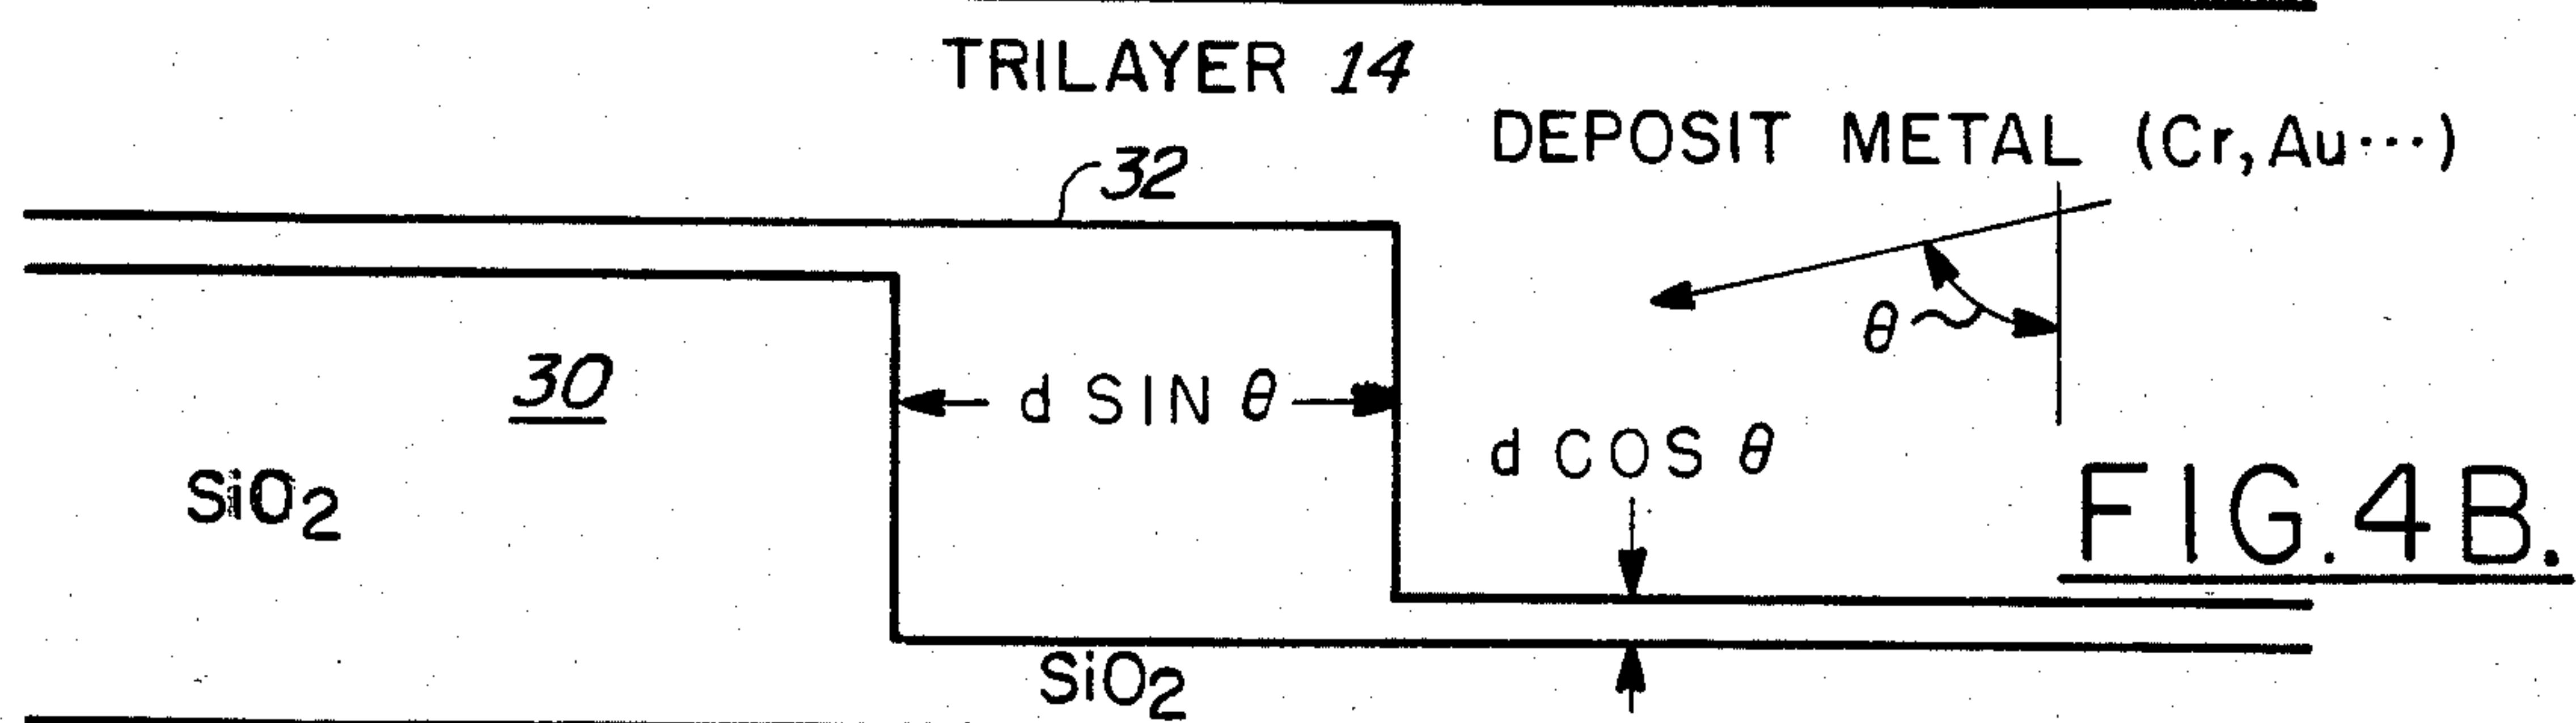 TRILAYER 14
DEPOSIT METAL (Cr, Au···)
32
θ
30
d SIN θ
d COS θ
SiO2
FIG. 4B.
SiO2